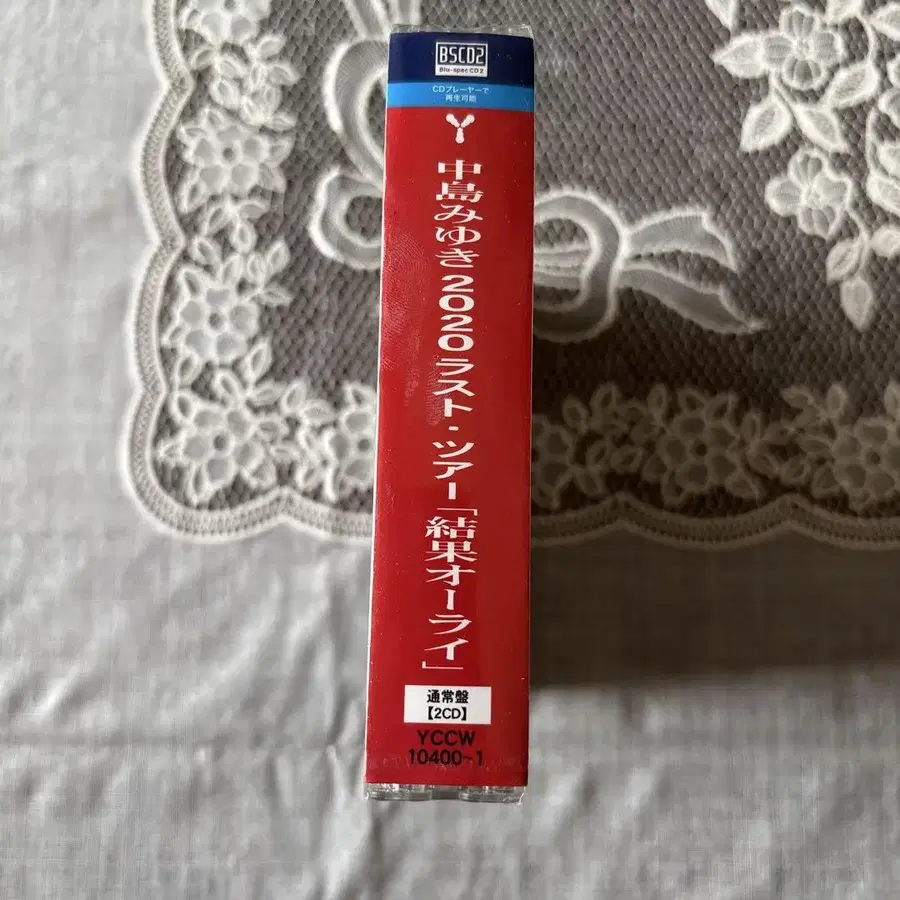 BSCD2
Blu-spec CD2
CDプレーヤーで
再生可能
中島みゆき2020ラスト・ツアー「結果オーライ」
通常盤
【2CD】
YCCW
10400~1